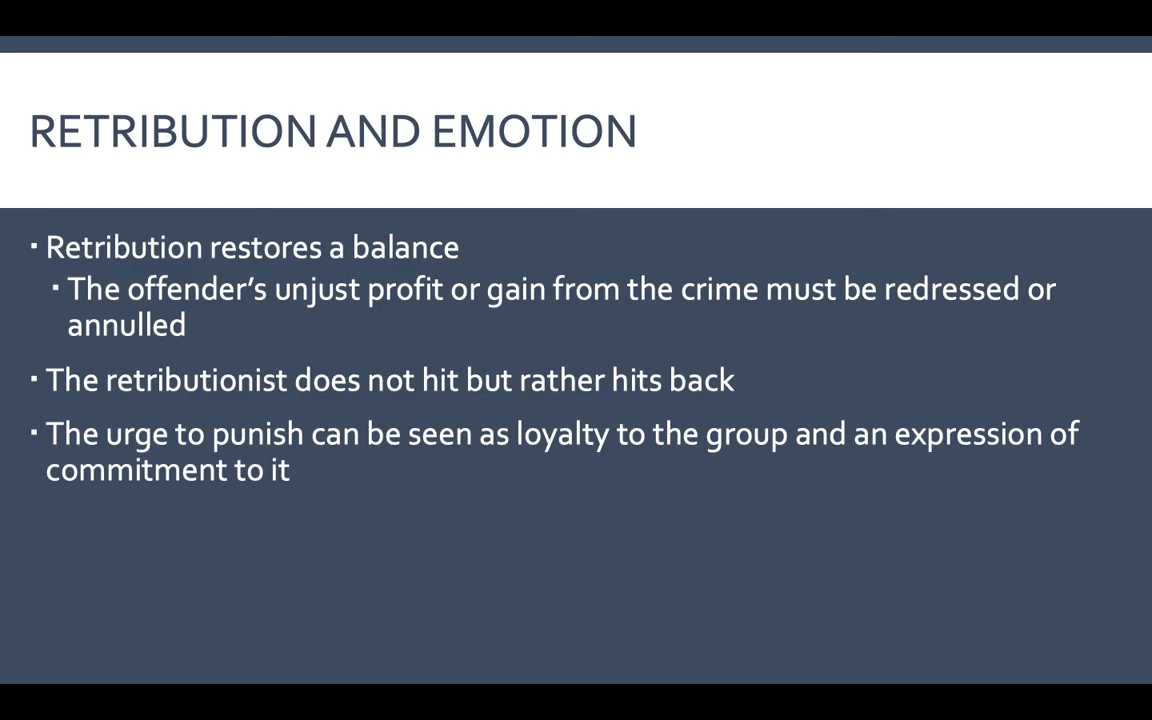 RETRIBUTION AND EMOTION
▪ Retribution restores a balance
▪ The offender’s unjust profit or gain from the crime must be redressed or
annulled
▪ The retributionist does not hit but rather hits back
▪ The urge to punish can be seen as loyalty to the group and an expression of
commitment to it